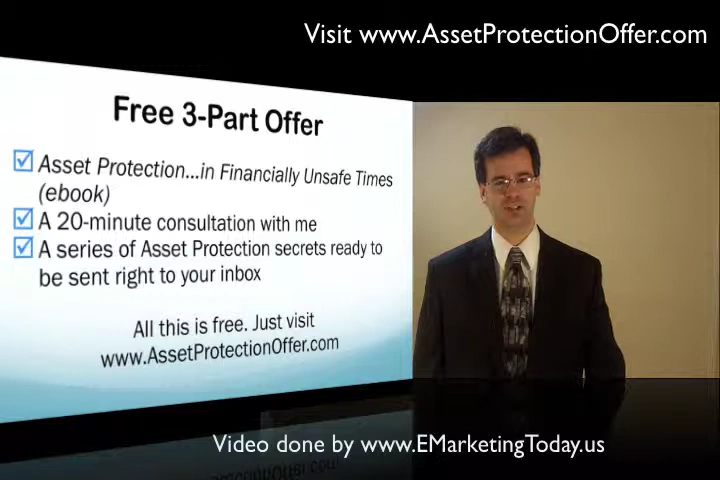 Visit www.AssetProtectionOffer.com
Free 3-Part Offer
Asset Protection...in Financially Unsafe Times
(ebook)
A 20-minute consultation with me
A series of Asset Protection secrets ready to
be sent right to your inbox
All this is free. Just visit
www.AssetProtectionOffer.com
Video done by www.EMarketingToday.us